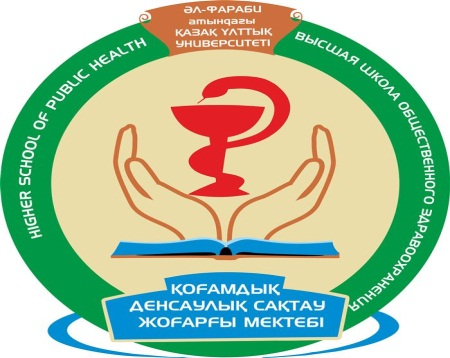 ӘЛ-ФАРАБИ
атындағы
ҚАЗАҚ ҰЛТТЫҚ
УНИВЕРСИТЕТІ
HIGHER SCHOOL OF PUBLIC HEALTH
ВЫСШАЯ ШКОЛА ОБЩЕСТВЕННОГО ЗДРАВООХРАНЕНИЯ
ҚОҒАМДЫҚ
ДЕНСАУЛЫҚ САҚТАУ
ЖОҒАРҒЫ МЕКТЕБІ